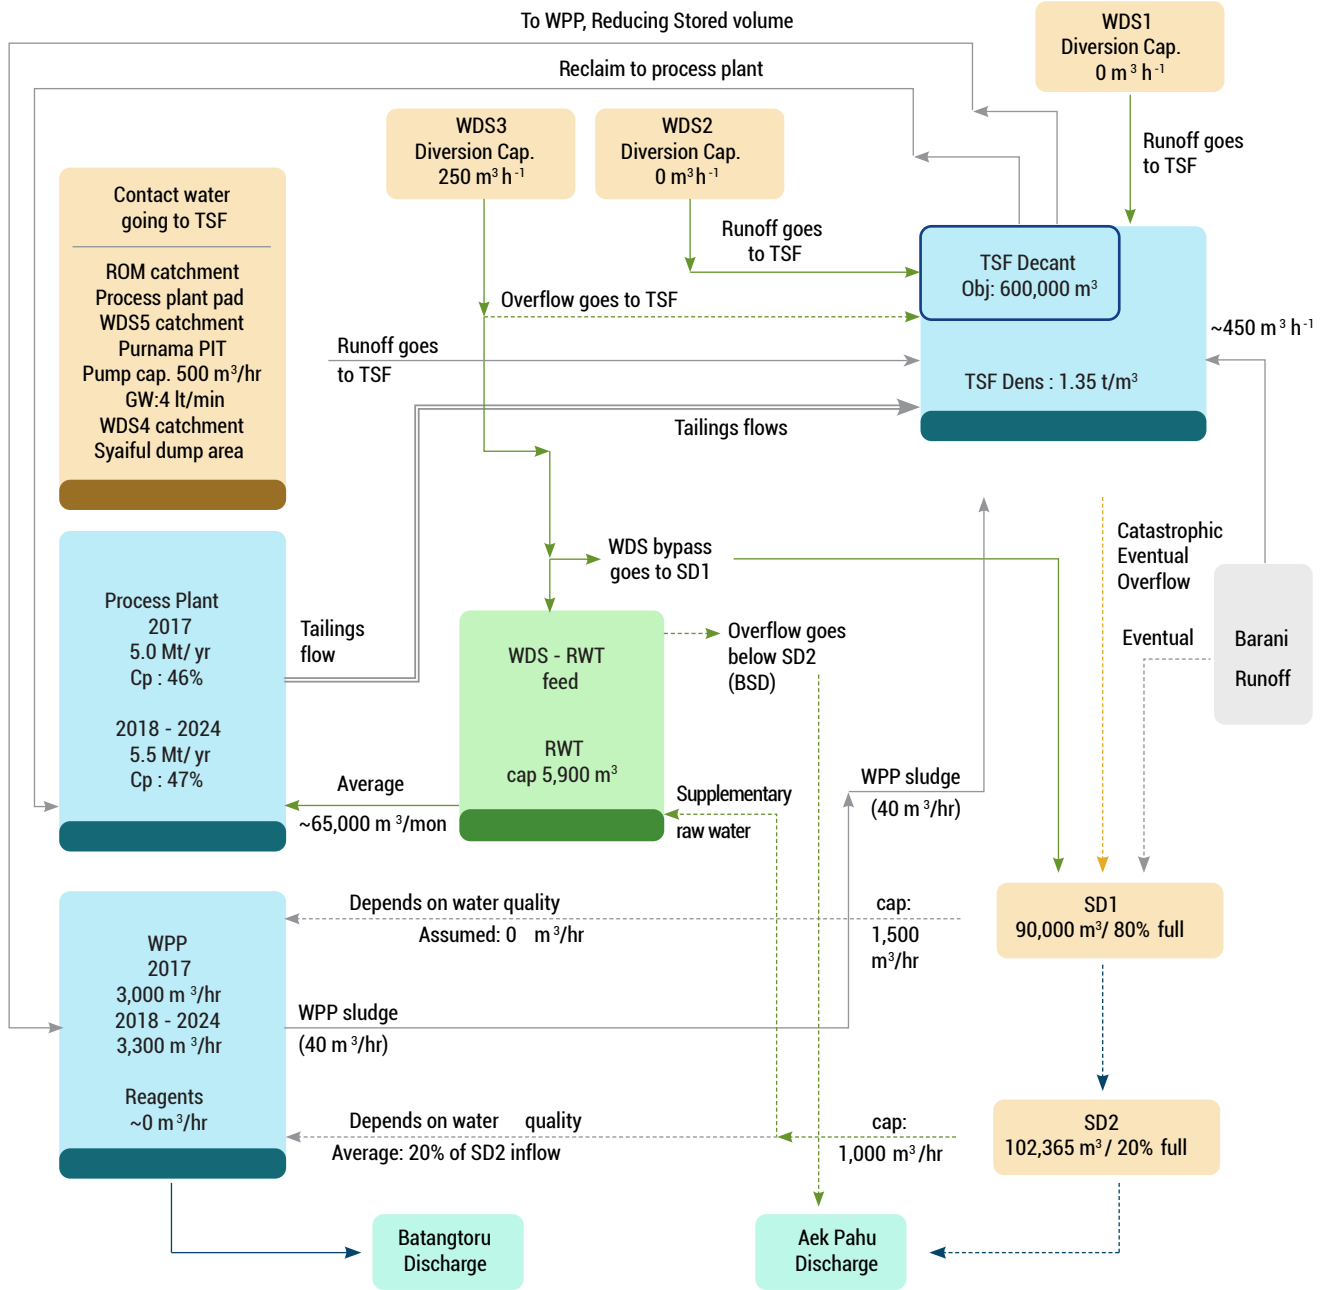 To WPP, Reducing Stored volume
WDS1
Diversion Cap.
0 m³ h⁻¹
Reclaim to process plant
WDS3
Diversion Cap.
250 m³ h⁻¹
WDS2
Diversion Cap.
0 m³ h⁻¹
Runoff goes
to TSF
Contact water
going to TSF
ROM catchment
Process plant pad
WDS5 catchment
Purnama PIT
Pump cap. 500 m³/hr
GW:4 lt/min
WDS4 catchment
Syaiful dump area
Runoff goes
to TSF
TSF Decant
Obj: 600,000 m³
Overflow goes to TSF
~450 m³ h⁻¹
Runoff goes
to TSF
TSF Dens : 1.35 t/m³
Tailings flows
Catastrophic
Eventual
Overflow
WDS bypass
goes to SD1
Process Plant
2017
5.0 Mt/ yr
Cp : 46%
2018 - 2024
5.5 Mt/ yr
Cp : 47%
Tailings
flow
WDS - RWT
feed
RWT
cap 5,900 m³
Overflow goes
below SD2
(BSD)
Eventual
Barani
Runoff
Average
~65,000 m³/mon
Supplementary
raw water
WPP sludge
(40 m³/hr)
Depends on water quality
Assumed: 0 m³/hr
cap:
1,500
m³/hr
SD1
90,000 m³/ 80% full
WPP
2017
3,000 m³/hr
2018 - 2024
3,300 m³/hr
Reagents
~0 m³/hr
WPP sludge
(40 m³/hr)
Depends on water quality
Average: 20% of SD2 inflow
cap:
1,000 m³/hr
SD2
102,365 m³/ 20% full
Batangtoru
Discharge
Aek Pahu
Discharge